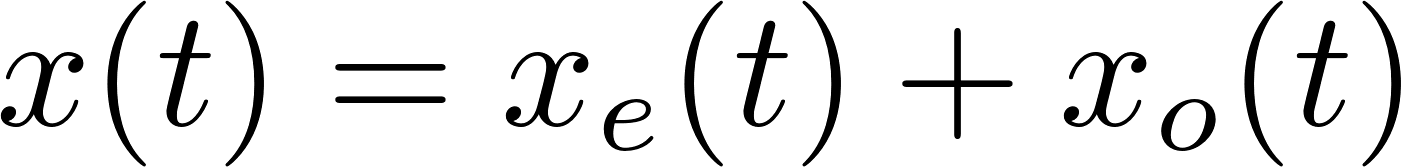 x(t) = x_e(t) + x_o(t)